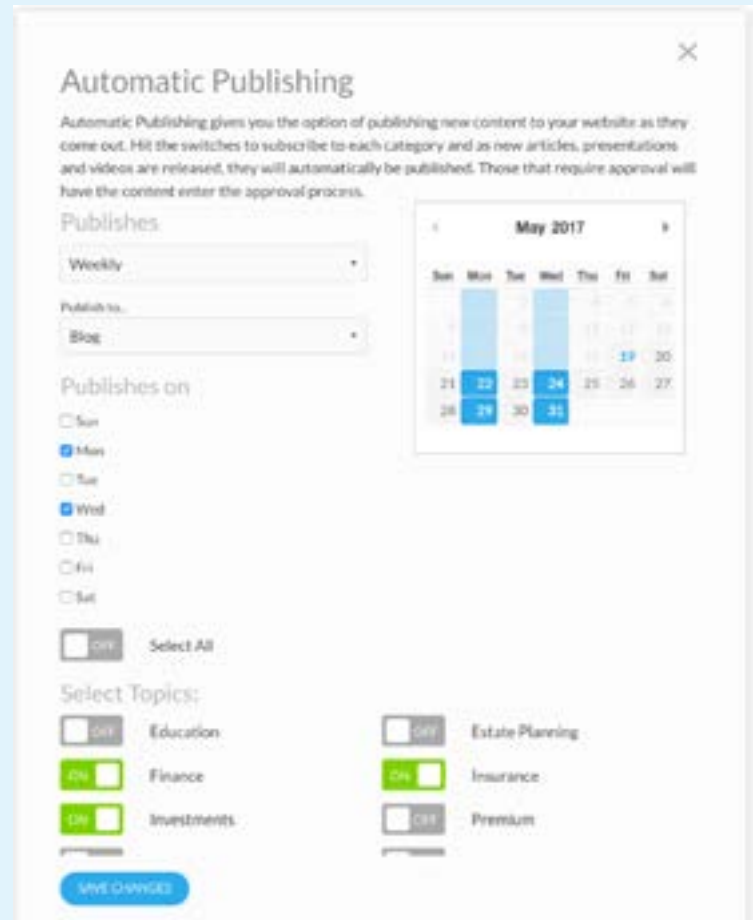 Automatic Publishing
Automatic Publishing gives you the option of publishing new content to your website as they
come out. Hit the switches to subscribe to each category and as new articles, presentations
and videos are released, they will automatically be published. Those that require approval will
have the content enter the approval process.
Publishes
Weekly
Publish to...
Blog
May 2017
Sun Mon Tue Wed Thu Fri Sat
19 20
21 22 23 24 25 26 27
28 29 30 31
Publishes on
Sun
Mon
Tue
Wed
Thu
Fri
Sat
OFF Select All
Select Topics:
OFF Education OFF Estate Planning
ON Finance ON Insurance
ON Investments OFF Premium
SAVE CHANGES